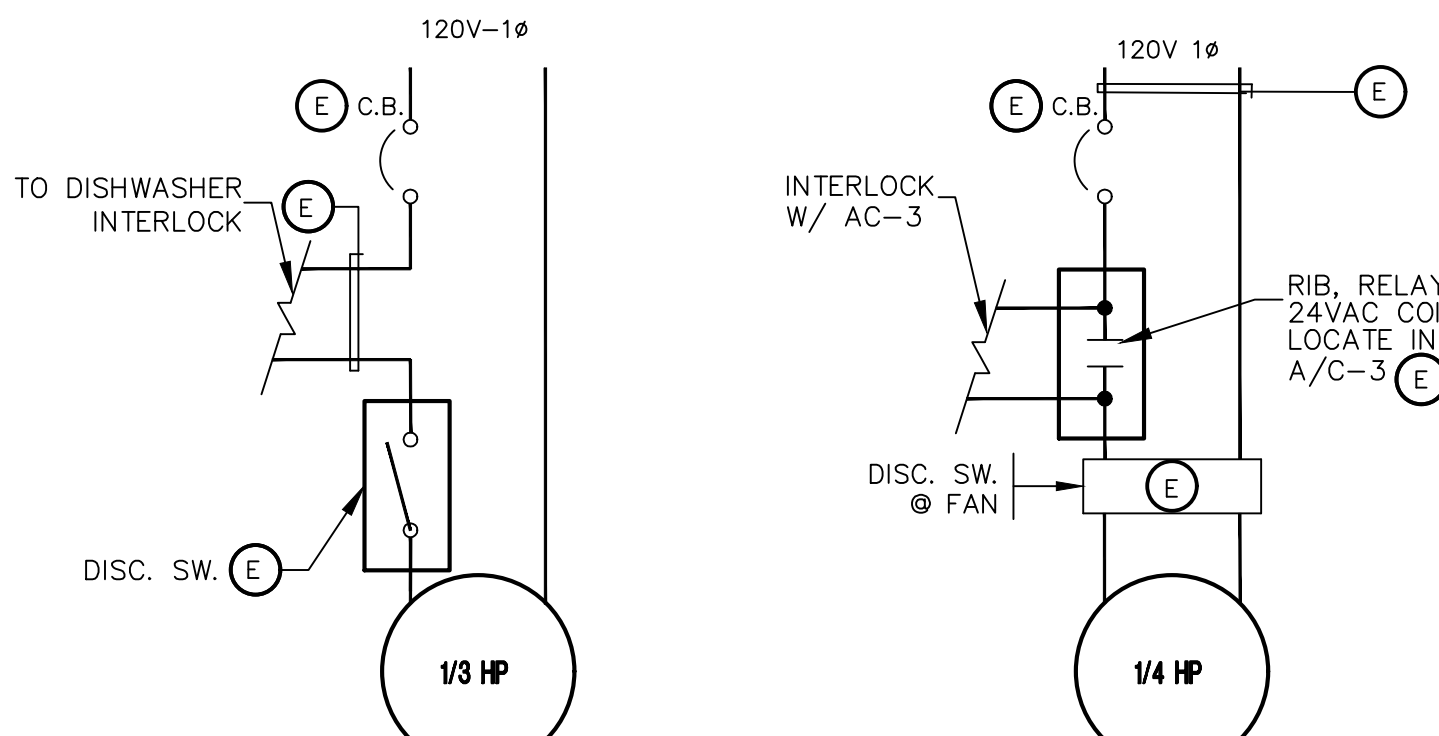 120V-1ø
E C.B.
TO DISHWASHER
INTERLOCK
E
DISC. SW. E
1/3 HP
120V 1ø
E C.B.
E
INTERLOCK
W/ AC-3
RIB, RELAY
24VAC
LOCATE IN
A/C-3 E
DISC. SW.
@ FAN
E
1/4 HP